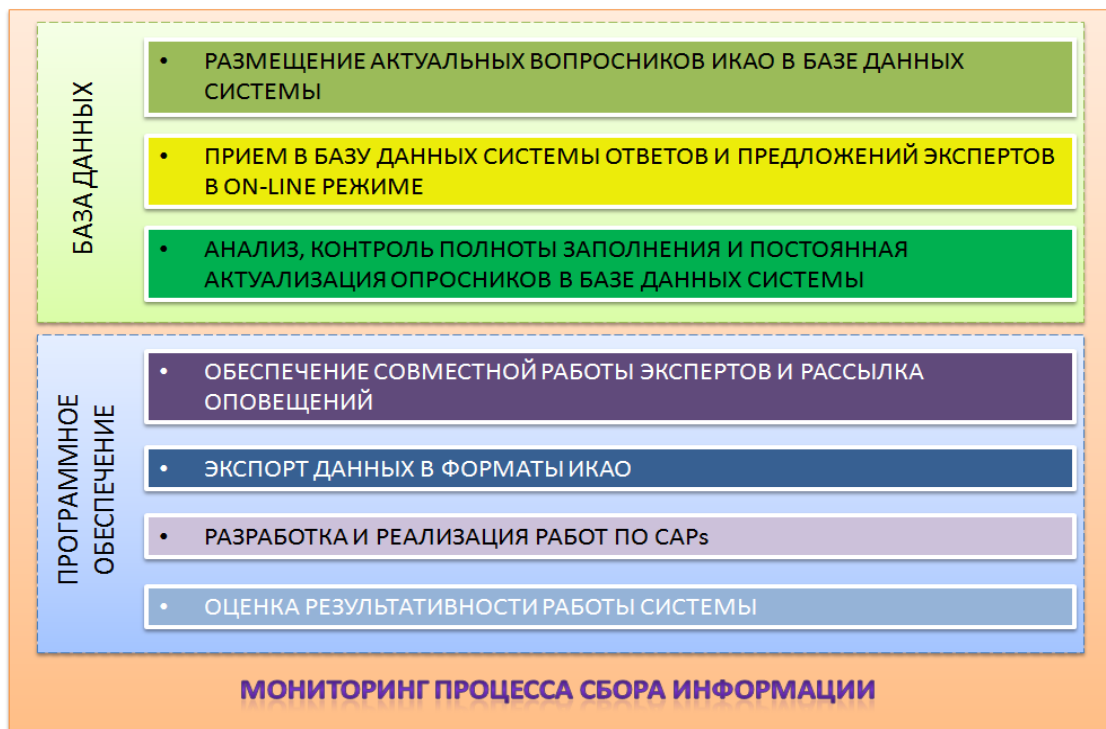 БАЗА ДАННЫХ
• РАЗМЕЩЕНИЕ АКТУАЛЬНЫХ ВОПРОСНИКОВ ИКАО В БАЗЕ ДАННЫХ
СИСТЕМЫ
• ПРИЕМ В БАЗУ ДАННЫХ СИСТЕМЫ ОТВЕТОВ И ПРЕДЛОЖЕНИЙ ЭКСПЕРТОВ
В ON-LINE РЕЖИМЕ
• АНАЛИЗ, КОНТРОЛЬ ПОЛНОТЫ ЗАПОЛНЕНИЯ И ПОСТОЯННАЯ
АКТУАЛИЗАЦИЯ ОПРОСНИКОВ В БАЗЕ ДАННЫХ СИСТЕМЫ
ПРОГРАММНОЕ
ОБЕСПЕЧЕНИЕ
• ОБЕСПЕЧЕНИЕ СОВМЕСТНОЙ РАБОТЫ ЭКСПЕРТОВ И РАССЫЛКА
ОПОВЕЩЕНИЙ
• ЭКСПОРТ ДАННЫХ В ФОРМАТЫ ИКАО
• РАЗРАБОТКА И РЕАЛИЗАЦИЯ РАБОТ ПО CAPs
• ОЦЕНКА РЕЗУЛЬТАТИВНОСТИ РАБОТЫ СИСТЕМЫ
МОНИТОРИНГ ПРОЦЕССА СБОРА ИНФОРМАЦИИ